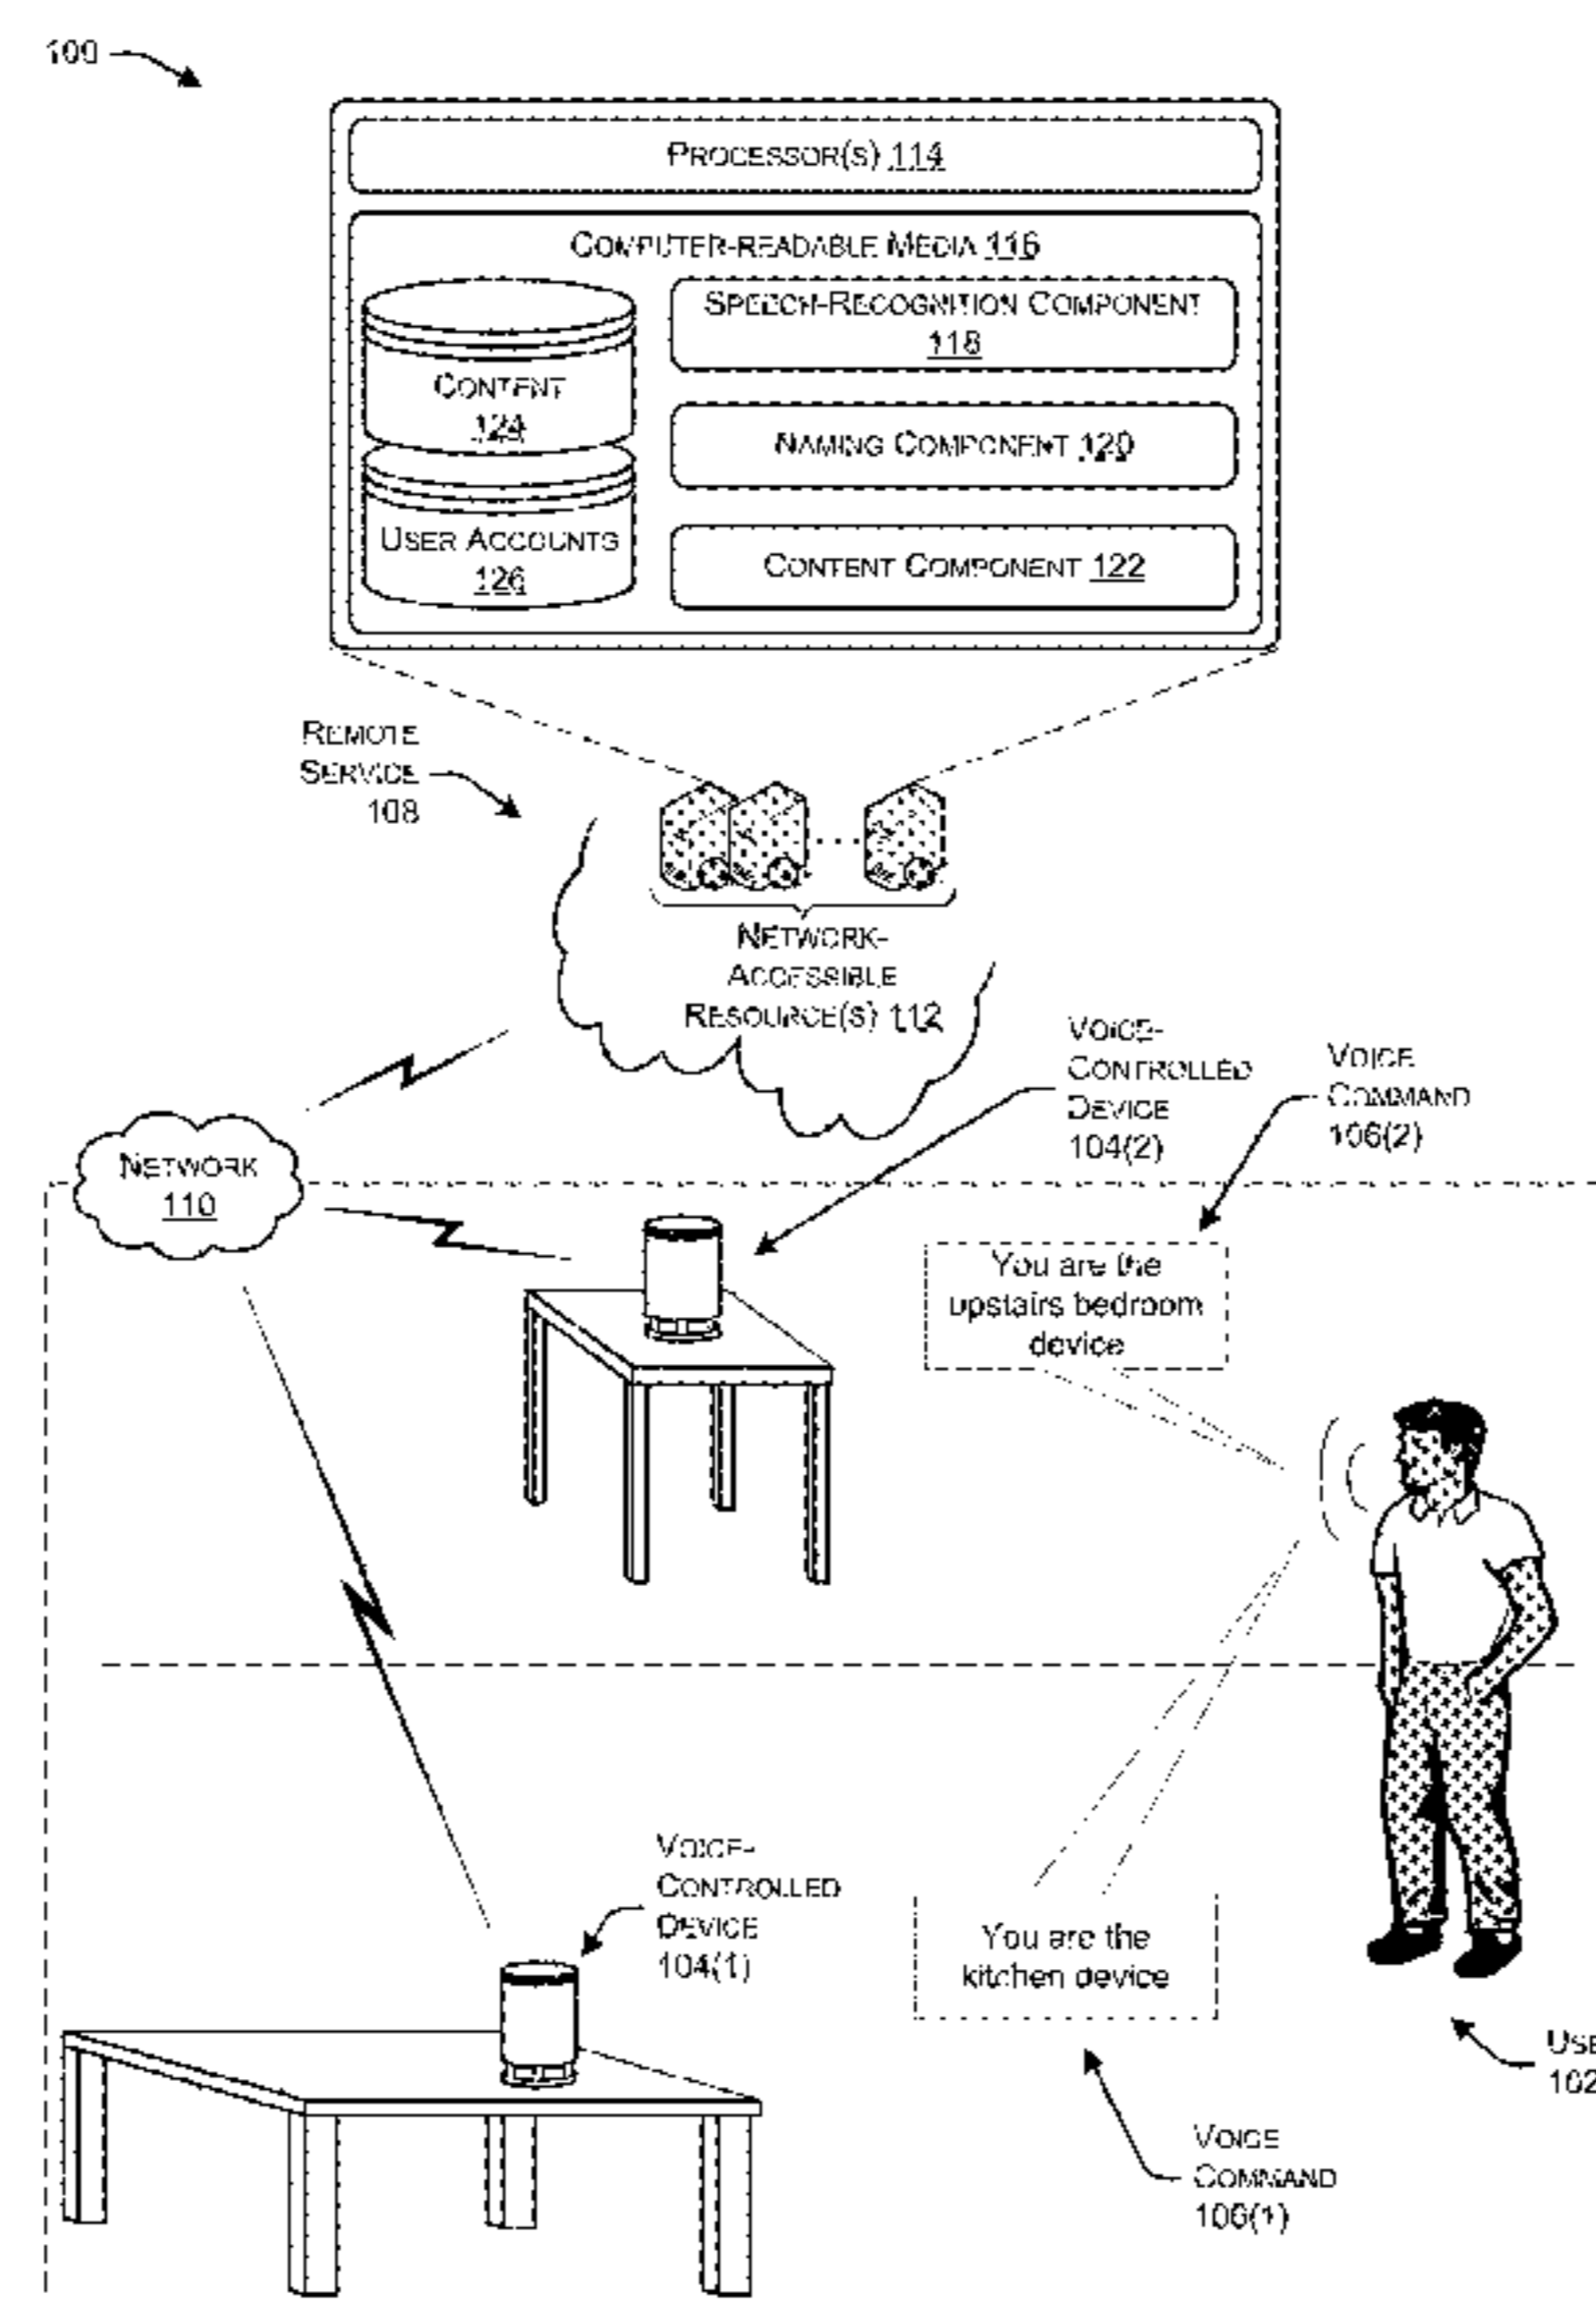 100
PROCESSOR(S) 114
COMPUTER-READABLE MEDIA 116
SPEECH-RECOGNITION COMPONENT
118
CONTENT
124
NAMING COMPONENT 120
USER ACCOUNTS
126
CONTENT COMPONENT 122
REMOTE
SERVICE
108
NETWORK-
ACCESSIBLE
RESOURCE(S) 112
VOICE-
CONTROLLED
DEVICE
104(2)
VOICE
COMMAND
106(2)
NETWORK
110
You are the
upstairs bedroom
device
VOICE-
CONTROLLED
DEVICE
104(1)
You are the
kitchen device
USE
102
VOICE
COMMAND
106(1)